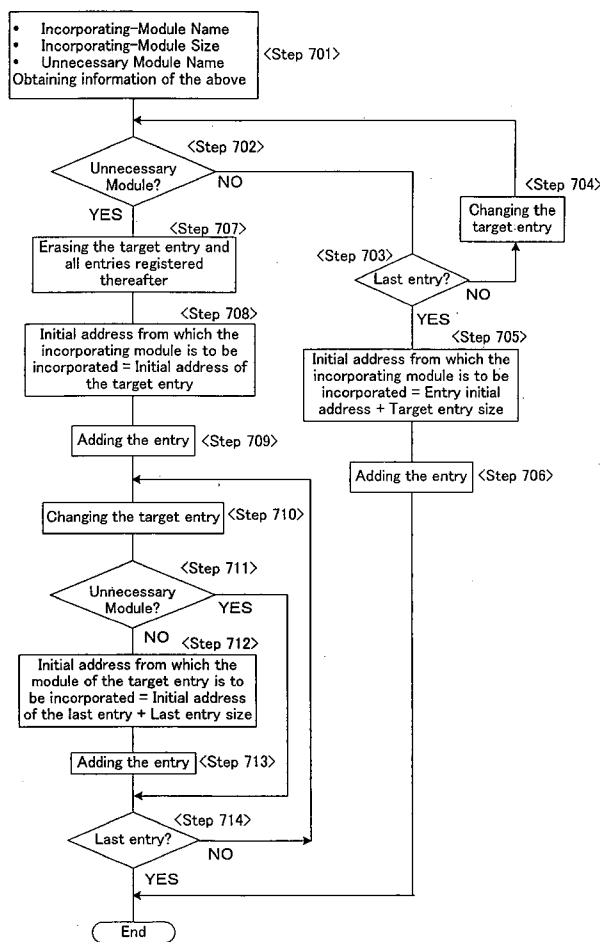 • Incorporating-Module Name
• Incorporating-Module Size
• Unnecessary Module Name
Obtaining information of the above
<Step 701>
<Step 702>
Unnecessary
Module?
NO
YES
<Step 704>
Changing the
target entry
<Step 703>
Last entry?
NO
YES
<Step 707>
Erasing the target entry and
all entries registered
thereafter
<Step 705>
Initial address from which the
incorporating module is to be
incorporated = Entry initial
address + Target entry size
<Step 708>
Initial address from which the
incorporating module is to be
incorporated = Initial address of
the target entry
Adding the entry
<Step 709>
Adding the entry
<Step 706>
Changing the target entry
<Step 710>
<Step 711>
Unnecessary
Module?
YES
NO
<Step 712>
Initial address from which the
module of the target entry is to
be incorporated = Initial address
of the last entry + Last entry size
Adding the entry
<Step 713>
<Step 714>
Last entry?
NO
YES
End